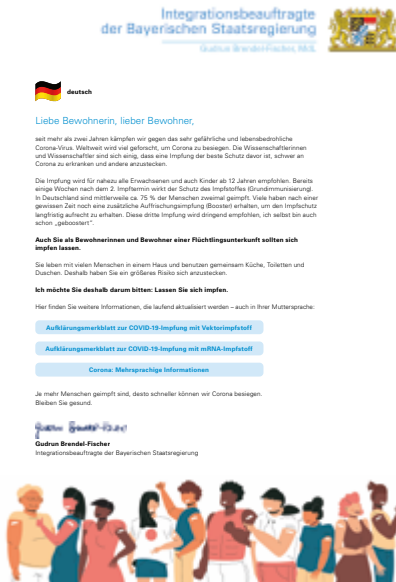 Integrationsbeauftragte
der Bayerischen Staatsregierung
Gudrun Brendel-Fischer, MdL
deutsch
Liebe Bewohnerin, lieber Bewohner,
seit mehr als zwei Jahren kämpfen wir gegen das sehr gefährliche und lebensbedrohliche
Corona-Virus. Weltweit wird viel geforscht, um Corona zu besiegen. Die Wissenschaftlerinnen
und Wissenschaftler sind sich einig, dass eine Impfung der beste Schutz davor ist, schwer an
Corona zu erkranken und andere anzustecken.
Die Impfung wird für nahezu alle Erwachsenen und auch Kinder ab 12 Jahren empfohlen. Bereits
einige Wochen nach dem 2. Impftermin wirkt der Schutz des Impfstoffes (Grundimmunisierung).
In Deutschland sind mittlerweile ca. 75 % der Menschen zweimal geimpft. Viele haben nach einer
gewissen Zeit noch eine zusätzliche Auffrischungsimpfung (Booster) erhalten, um den Impfschutz
langfristig aufrecht zu erhalten. Diese dritte Impfung wird dringend empfohlen, ich selbst bin auch
schon „geboostert".
Auch Sie als Bewohnerinnen und Bewohner einer Flüchtlingsunterkunft sollten sich
impfen lassen.
Sie leben mit vielen Menschen in einem Haus und benutzen gemeinsam Küche, Toiletten und
Duschen. Deshalb haben Sie ein größeres Risiko sich anzustecken.
Ich möchte Sie deshalb darum bitten: Lassen Sie sich impfen.
Hier finden Sie weitere Informationen, die laufend aktualisiert werden – auch in Ihrer Muttersprache:
Aufklärungsmerkblatt zur COVID-19-Impfung mit Vektorimpfstoff
Aufklärungsmerkblatt zur COVID-19-Impfung mit mRNA-Impfstoff
Corona: Mehrsprachige Informationen
Je mehr Menschen geimpft sind, desto schneller können wir Corona besiegen.
Bleiben Sie gesund.
Gudrun Brendel-Fischer
Gudrun Brendel-Fischer
Integrationsbeauftragte der Bayerischen Staatsregierung